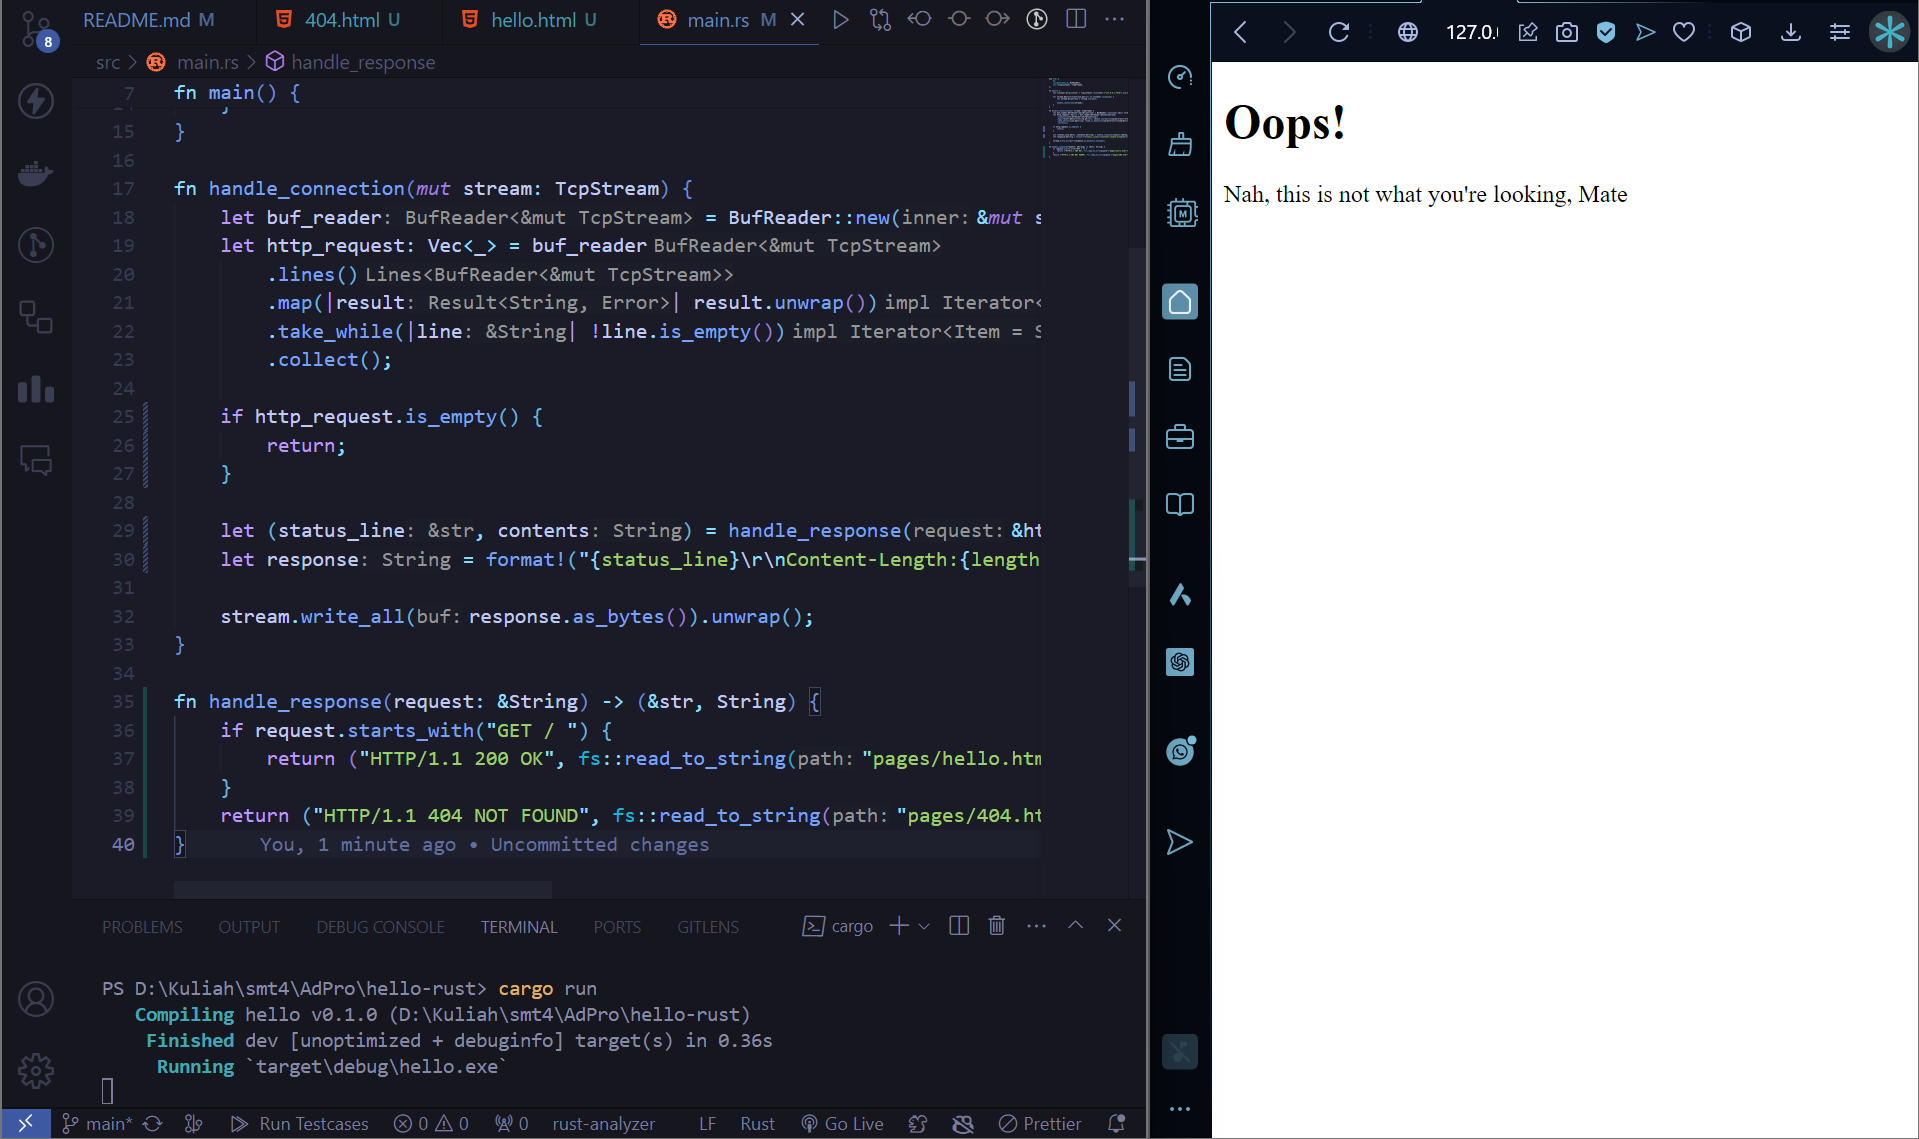 README.md M
404.html U
hello.html U
main.rs M
8
src > main.rs > handle_response
7 fn main() {
15 }
16
17 fn handle_connection(mut stream: TcpStream) {
18 let buf_reader: BufReader<&mut TcpStream> = BufReader::new(inner: &mut s
19 let http_request: Vec<_> = buf_reader BufReader<&mut TcpStream>
20 .lines() Lines<BufReader<&mut TcpStream>>
21 .map(|result: Result<String, Error>| result.unwrap()) impl Iterator<
22 .take_while(|line: &String| !line.is_empty()) impl Iterator<Item = S
23 .collect();
24
25 if http_request.is_empty() {
26 return;
27 }
28
29 let (status_line: &str, contents: String) = handle_response(request: &ht
30 let response: String = format!("{status_line}\r\nContent-Length:{length
31
32 stream.write_all(buf: response.as_bytes()).unwrap();
33 }
34
35 fn handle_response(request: &String) -> (&str, String) {
36 if request.starts_with("GET / ") {
37 return ("HTTP/1.1 200 OK", fs::read_to_string(path: "pages/hello.htm
38 }
39 return ("HTTP/1.1 404 NOT FOUND", fs::read_to_string(path: "pages/404.ht
40 } You, 1 minute ago • Uncommitted changes
PROBLEMS OUTPUT DEBUG CONSOLE TERMINAL PORTS GITLENS cargo
PS D:\Kuliah\smt4\AdPro\hello-rust> cargo run
Compiling hello v0.1.0 (D:\Kuliah\smt4\AdPro\hello-rust)
Finished dev [unoptimized + debuginfo] target(s) in 0.36s
Running `target\debug\hello.exe`
main* Run Testcases 0 0 0 rust-analyzer LF Rust Go Live Prettier
127.0.
M
Oops!
Nah, this is not what you're looking, Mate